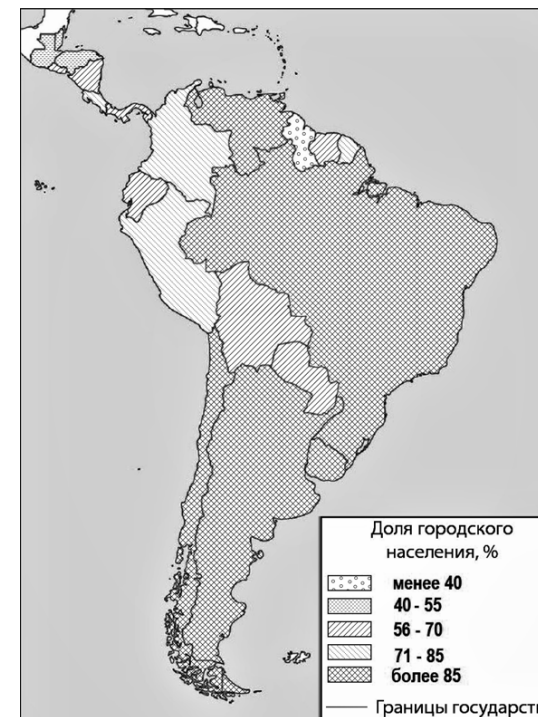 Доля городского
населения, %
менее 40
40 - 55
56 - 70
71 - 85
более 85
Границы государств